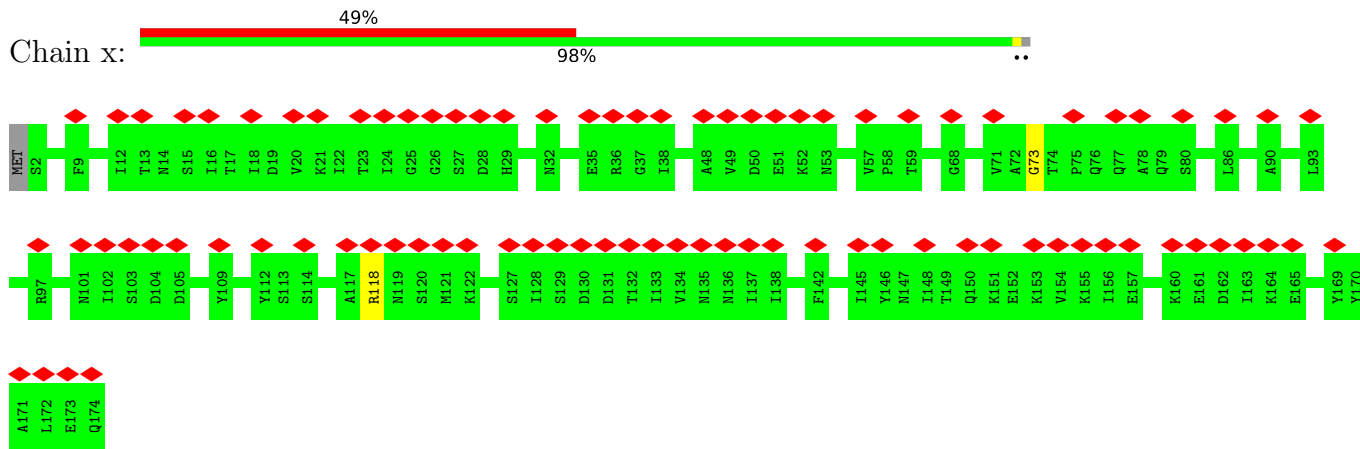 49%
Chain x:
98%
MET S2 F9 I12 T13 N14 S15 I16 T17 I18 D19 V20 K21 I22 T23 I24 G25 G26 S27 D28 H29 N32 E35 R36 G37 I38 A48 V49 D50 E51 K52 N53 V57 P58 T59 G68 V71 A72 G73 T74 P75 Q76 Q77 A78 Q79 S80 L86 A90 L93
R97 N101 I102 S103 D104 D105 Y109 Y112 S113 S114 A117 R118 N119 S120 M121 K122 S127 I128 S129 D130 D131 T132 I133 V134 N135 N136 I137 I138 F142 I145 Y146 N147 I148 T149 Q150 K151 E152 K153 V154 K155 I156 E157 K160 E161 D162 I163 K164 E165 Y169 Y170
A171 L172 E173 Q174